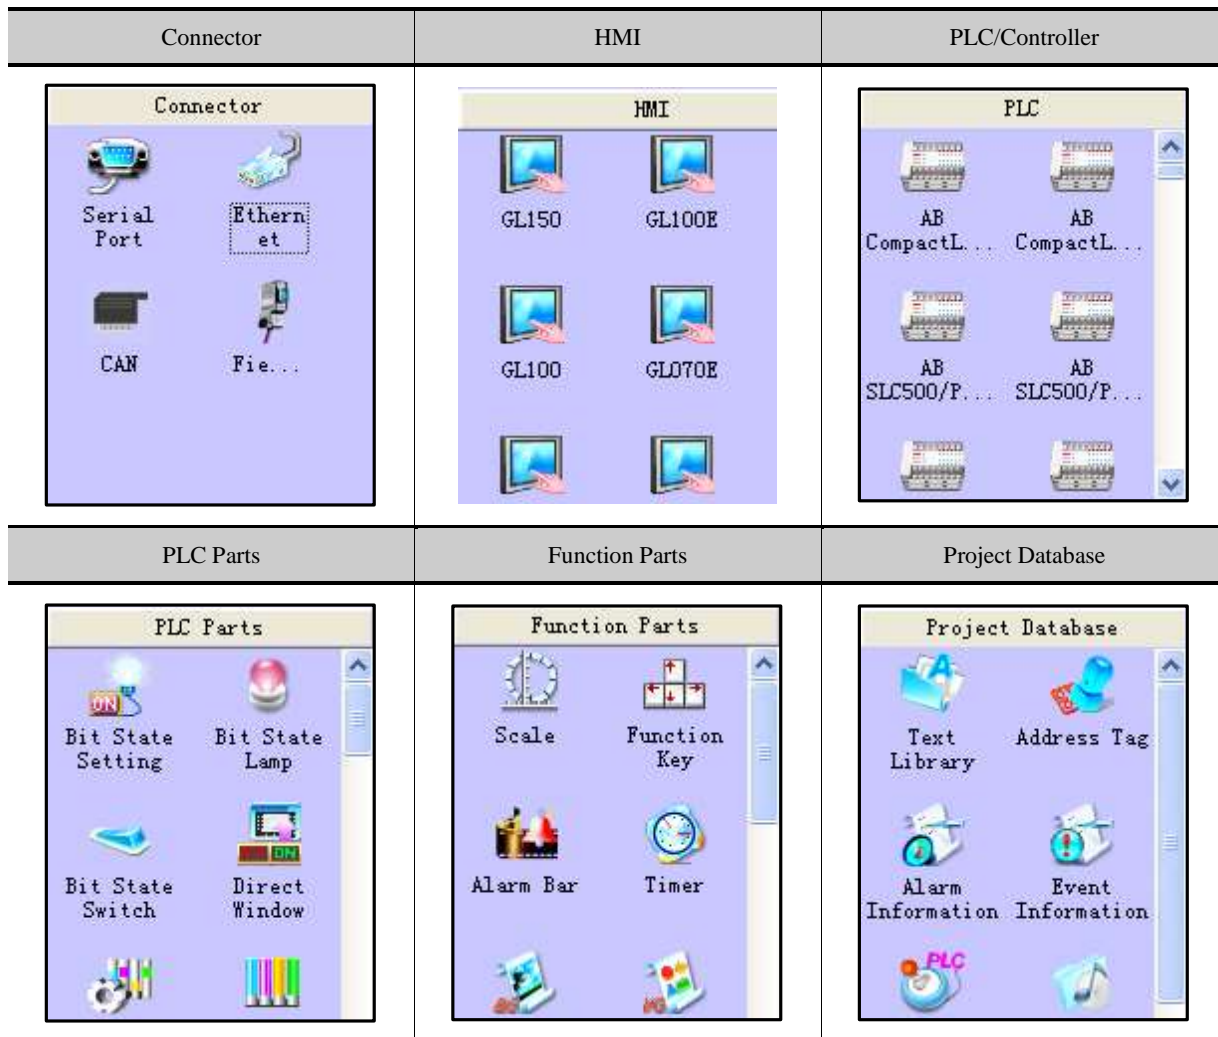 Connector HMI PLC/Controller
Connector
Serial Port
Ethern et
CAN
Fie...
HMI
GL150
GL100E
GL100
GL070E
PLC
AB CompactL...
AB CompactL...
AB SLC500/P...
AB SLC500/P...
PLC Parts Function Parts Project Database
PLC Parts
ON
Bit State Setting
Bit State Lamp
Bit State Switch
ON
Direct Window
Function Parts
Scale
Function Key
Alarm Bar
Timer
Project Database
A
Text Library
Address Tag
Alarm Information
Event Information
PLC